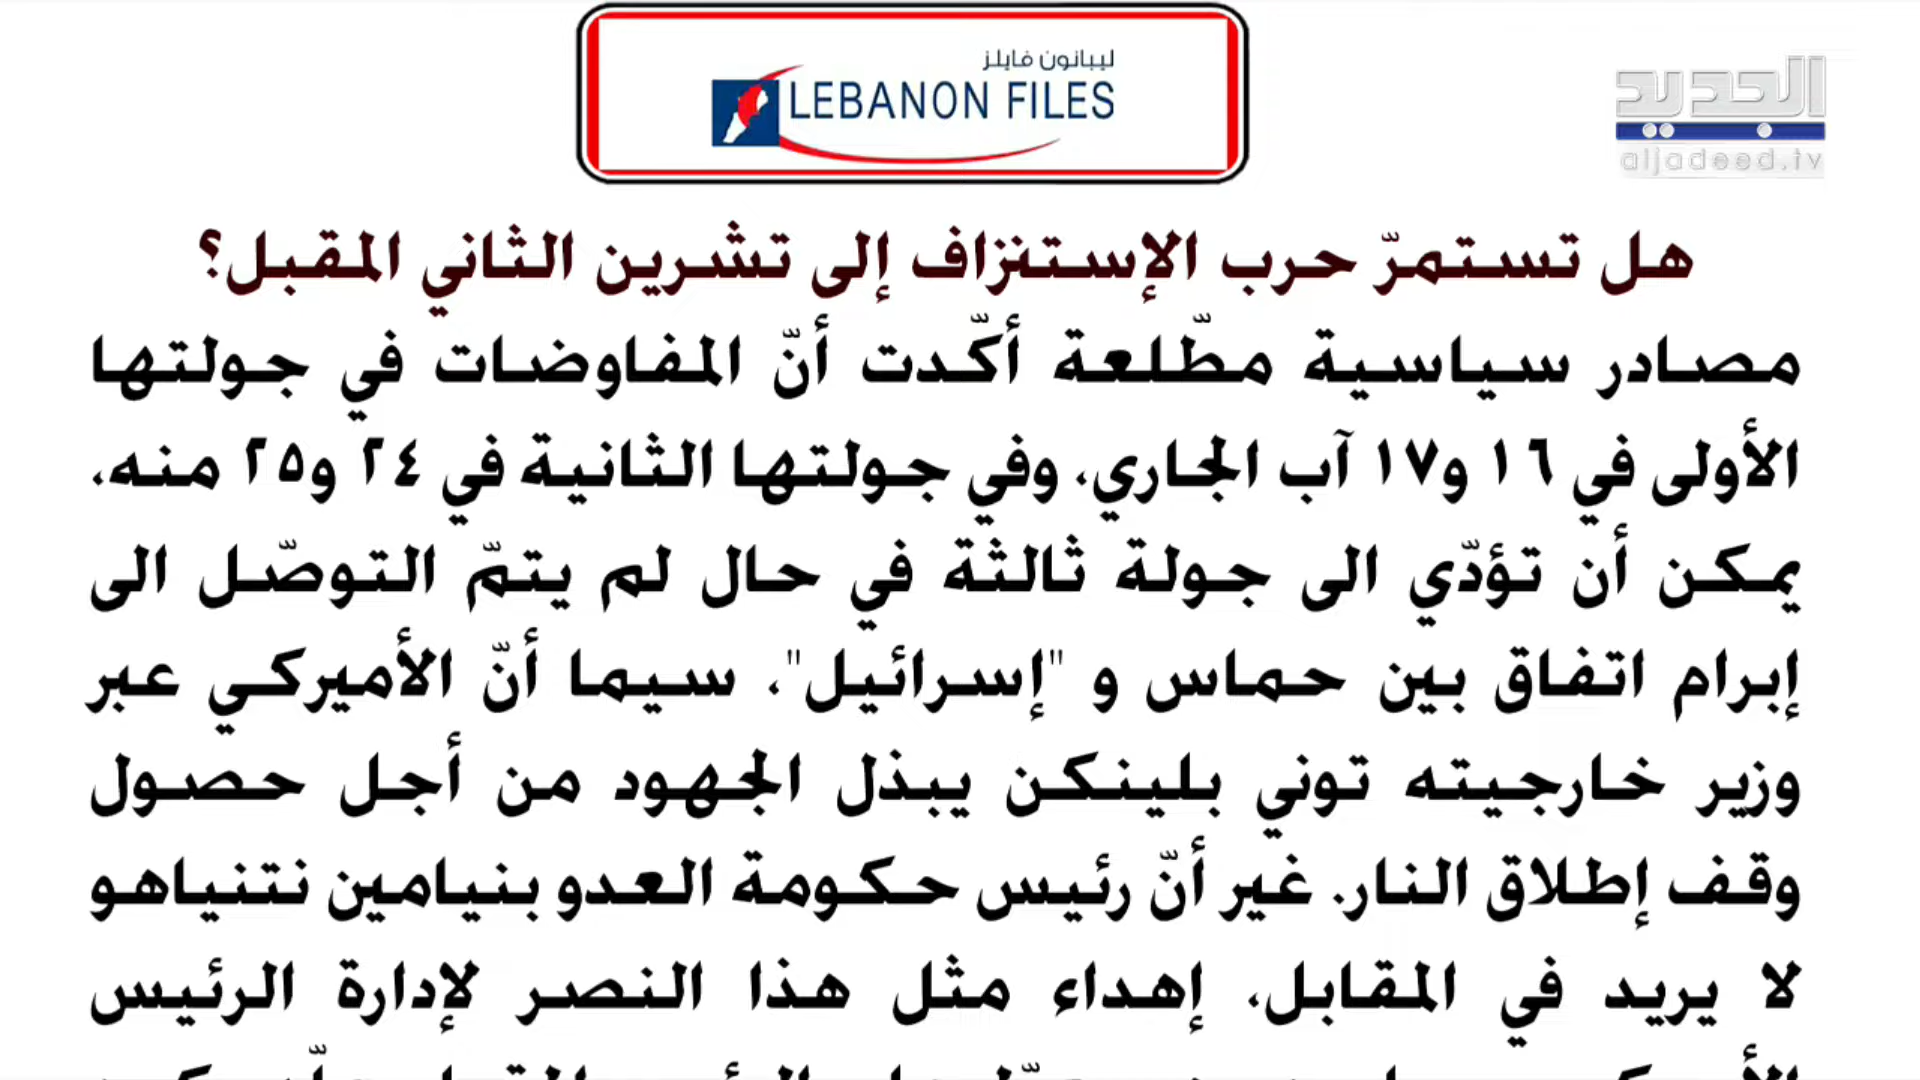 ليبانون فايلز
LEBANON FILES
الجديد
aljadeed.tv
هل تستمرّ حرب الإستنزاف إلى تشرين الثاني المقبل؟
مصادر سياسية مطّلعة أكّدت أنّ المفاوضات في جولتها
الأولى في ١٦ و١٧ آب الجاري، وفي جولتها الثانية في ٢٤ و٢٥ منه،
يمكن أن تؤدّي الى جولة ثالثة في حال لم يتمّ التوصّل الى
إبرام اتفاق بين حماس و "إسرائيل"، سيما أنّ الأميركي عبر
وزير خارجيته توني بلينكن يبذل الجهود من أجل حصول
وقف إطلاق النار. غير أنّ رئيس حكومة العدو بنيامين نتنياهو
لا يريد في المقابل، إهداء مثل هذا النصر لإدارة الرئيس